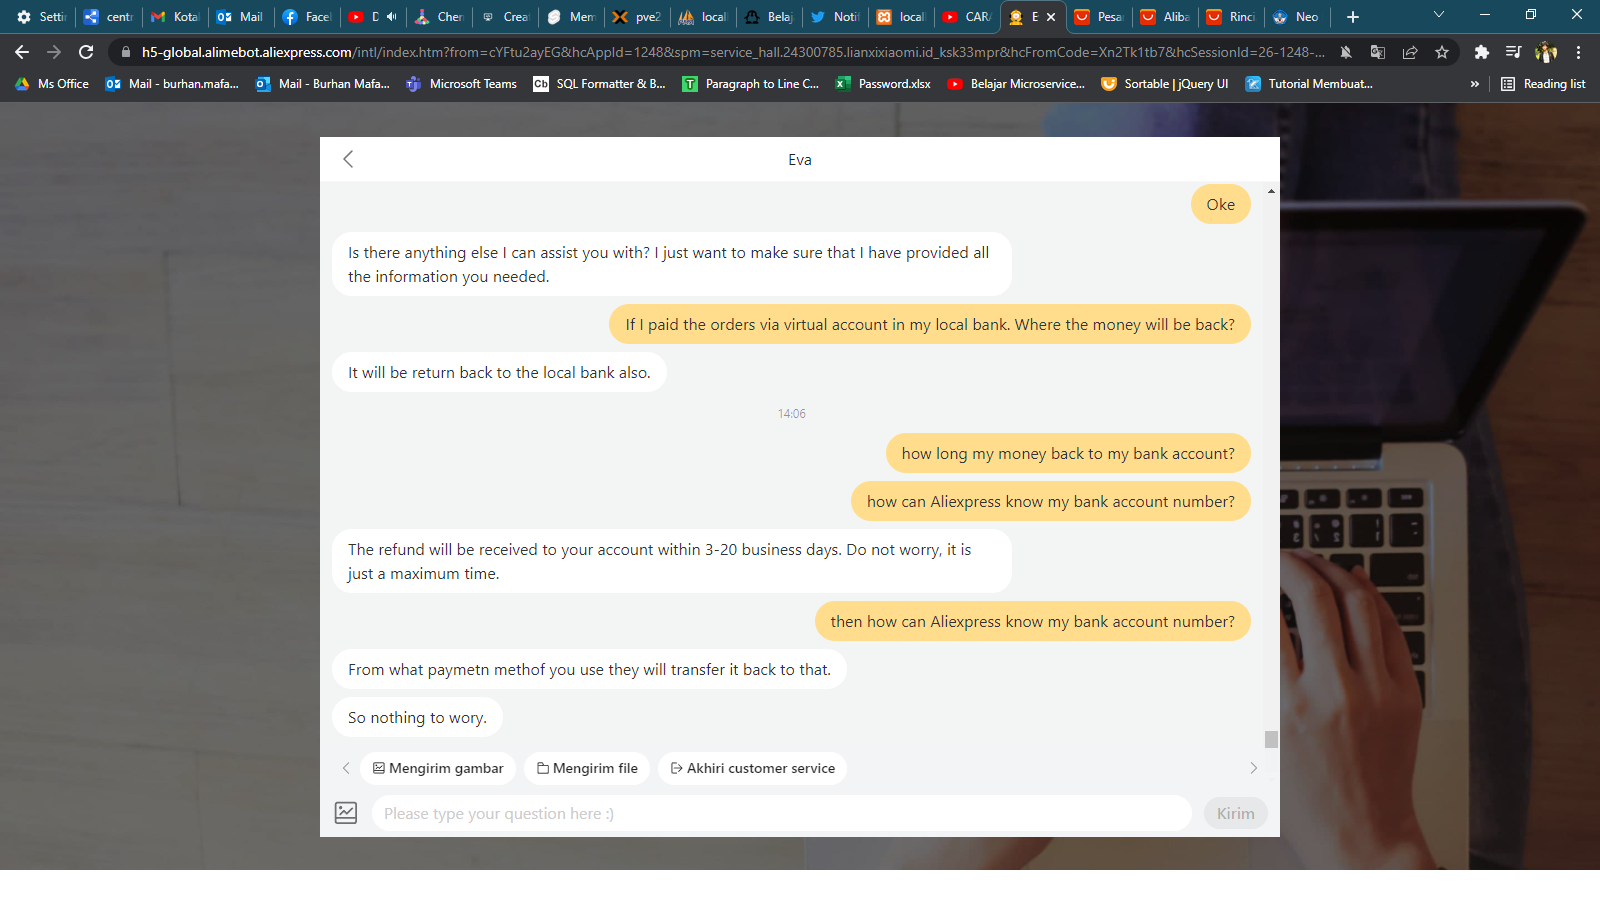 Settin
centr
Kotal
Mail
Facel
D
Cher
Creat
Mem
pve2
local
Belaj
Notif
local
CARA
E
Pesan
Aliba
Rinci
Neo
h5-global.alimebot.aliexpress.com/intl/index.htm?from=cYFtu2ayEG&hcAppId=1248&spm=service_hall.24300785.lianxixiaomi.id_ksk33mpr&hcFromCode=Xn2Tk1tb7&hcSessionId=26-1248-...
Ms Office
Mail - burhan.mafa...
Mail - Burhan Mafa...
Microsoft Teams
Cb SQL Formatter & B...
T Paragraph to Line C...
Password.xlsx
Belajar Microservice...
Sortable | jQuery UI
Tutorial Membuat...
»
Reading list
Eva
Oke
Is there anything else I can assist you with? I just want to make sure that I have provided all
the information you needed.
If I paid the orders via virtual account in my local bank. Where the money will be back?
It will be return back to the local bank also.
14:06
how long my money back to my bank account?
how can Aliexpress know my bank account number?
The refund will be received to your account within 3-20 business days. Do not worry, it is
just a maximum time.
then how can Aliexpress know my bank account number?
From what paymetn methof you use they will transfer it back to that.
So nothing to wory.
Mengirim gambar
Mengirim file
Akhiri customer service
Please type your question here :)
Kirim